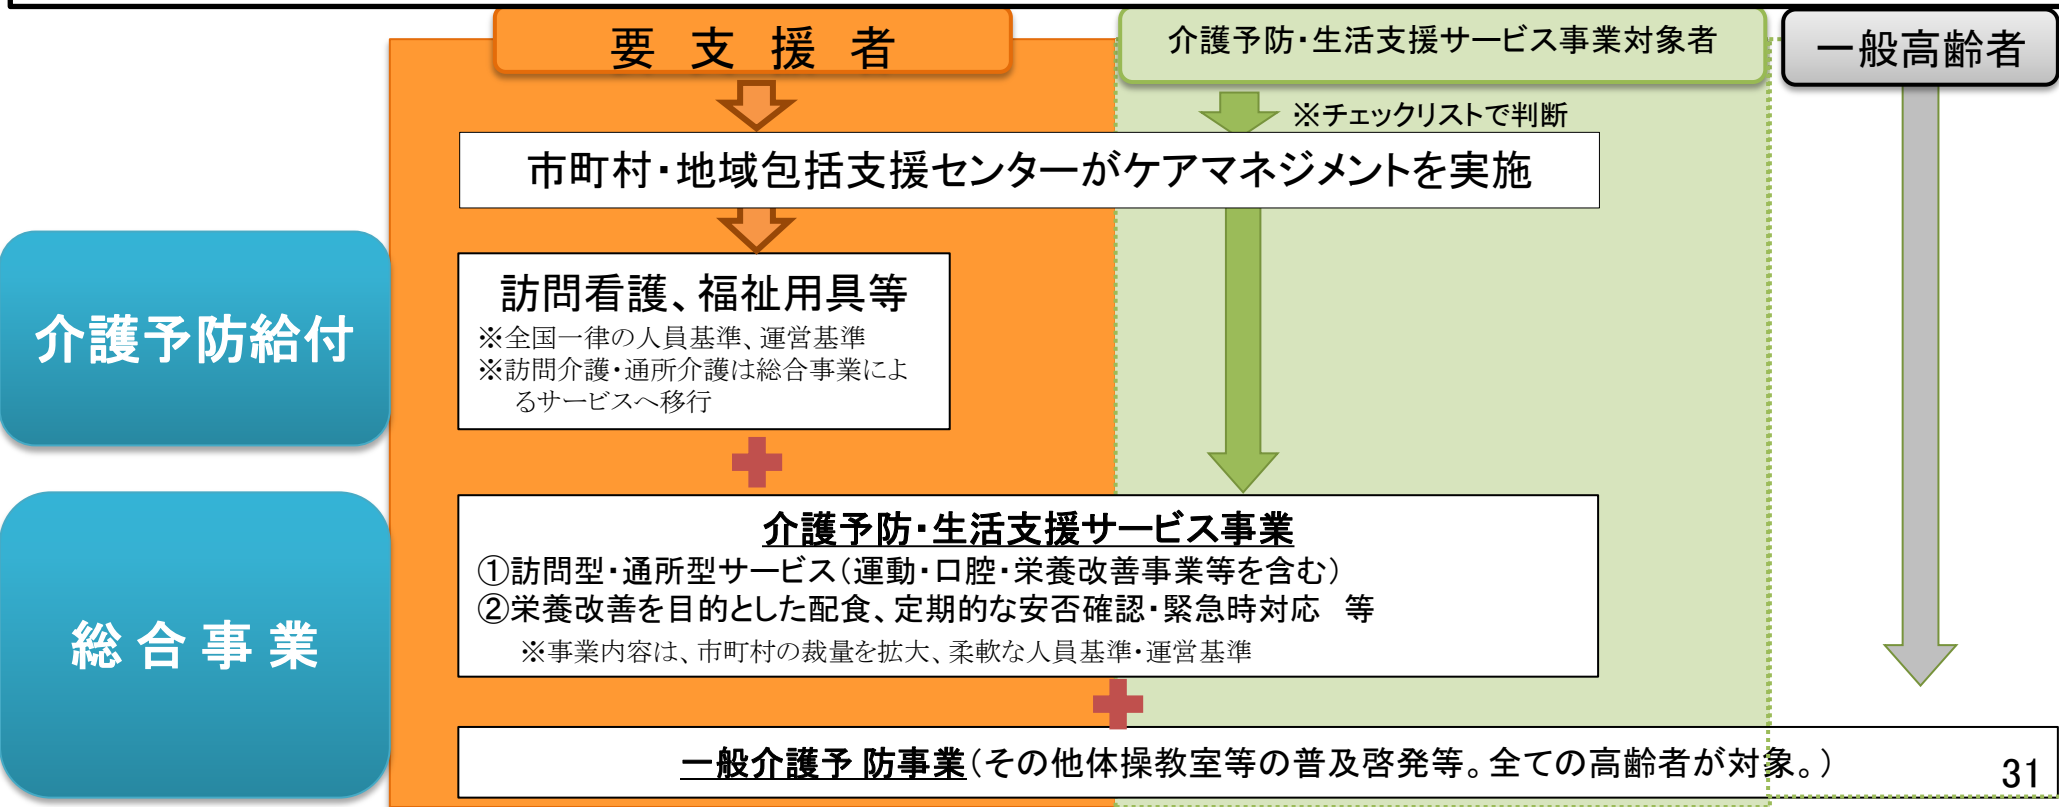 要 支 援 者
介護予防・生活支援サービス事業対象者
一般高齢者
※チェックリストで判断
市町村・地域包括支援センターがケアマネジメントを実施
介護予防給付
訪問看護、福祉用具等
※全国一律の人員基準、運営基準
※訪問介護・通所介護は総合事業によ
るサービスへ移行
総 合 事 業
介護予防・生活支援サービス事業
①訪問型・通所型サービス（運動・口腔・栄養改善事業等を含む）
②栄養改善を目的とした配食、定期的な安否確認・緊急時対応　等
※事業内容は、市町村の裁量を拡大、柔軟な人員基準・運営基準
一般介護予 防事業（その他体操教室等の普及啓発等。全ての高齢者が対象。）
31